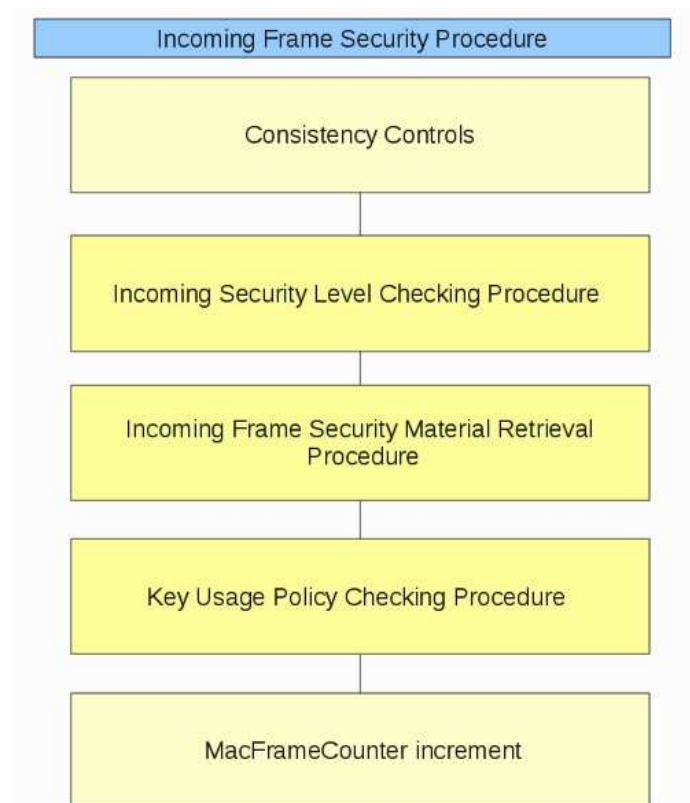 Incoming Frame Security Procedure
Consistency Controls
Incoming Security Level Checking Procedure
Incoming Frame Security Material Retrieval
Procedure
Key Usage Policy Checking Procedure
MacFrameCounter increment